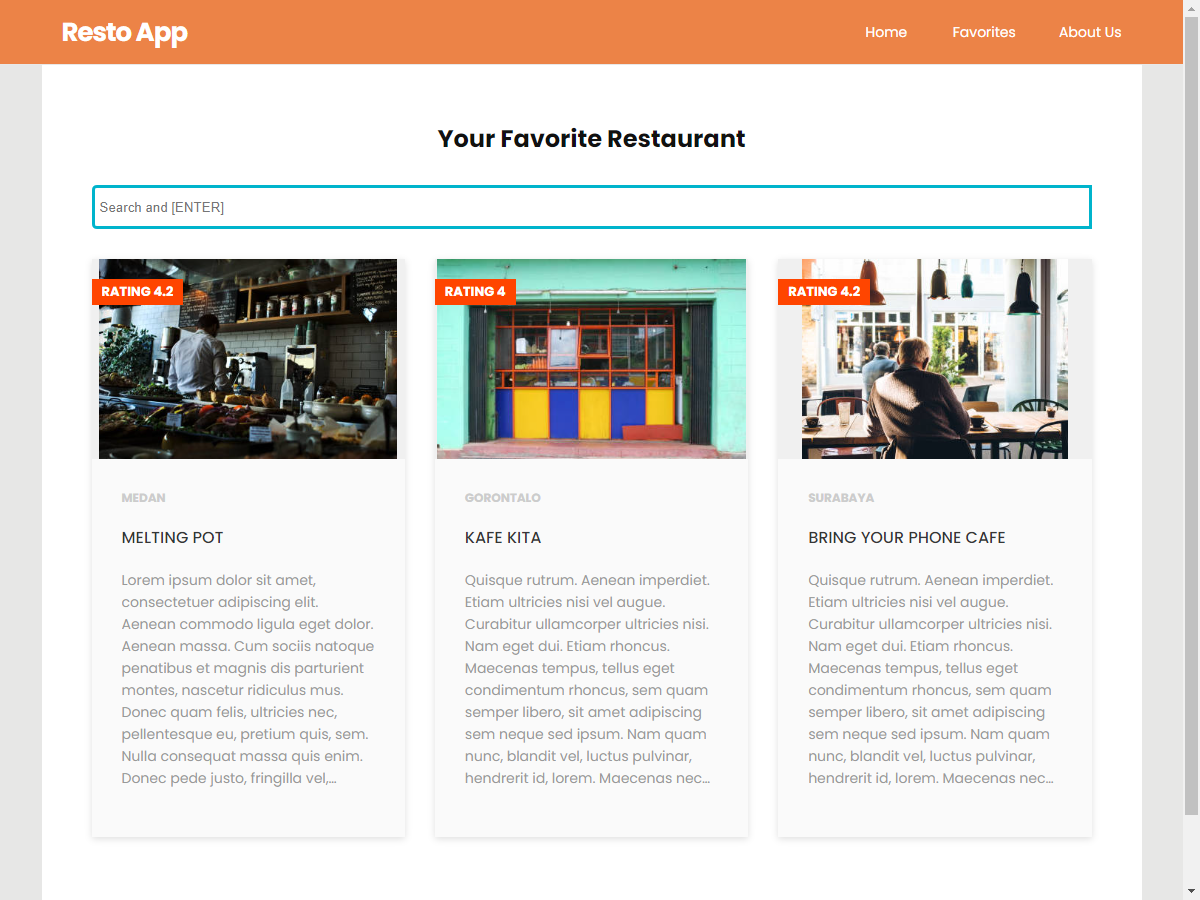 Resto App
Home
Favorites
About Us
Your Favorite Restaurant
Search and [ENTER]
RATING 4.2
MEDAN
MELTING POT
Lorem ipsum dolor sit amet,
consectetuer adipiscing elit.
Aenean commodo ligula eget dolor.
Aenean massa. Cum sociis natoque
penatibus et magnis dis parturient
montes, nascetur ridiculus mus.
Donec quam felis, ultricies nec,
pellentesque eu, pretium quis, sem.
Nulla consequat massa quis enim.
Donec pede justo, fringilla vel,…
RATING 4
GORONTALO
KAFE KITA
Quisque rutrum. Aenean imperdiet.
Etiam ultricies nisi vel augue.
Curabitur ullamcorper ultricies nisi.
Nam eget dui. Etiam rhoncus.
Maecenas tempus, tellus eget
condimentum rhoncus, sem quam
semper libero, sit amet adipiscing
sem neque sed ipsum. Nam quam
nunc, blandit vel, luctus pulvinar,
hendrerit id, lorem. Maecenas nec…
RATING 4.2
SURABAYA
BRING YOUR PHONE CAFE
Quisque rutrum. Aenean imperdiet.
Etiam ultricies nisi vel augue.
Curabitur ullamcorper ultricies nisi.
Nam eget dui. Etiam rhoncus.
Maecenas tempus, tellus eget
condimentum rhoncus, sem quam
semper libero, sit amet adipiscing
sem neque sed ipsum. Nam quam
nunc, blandit vel, luctus pulvinar,
hendrerit id, lorem. Maecenas nec…